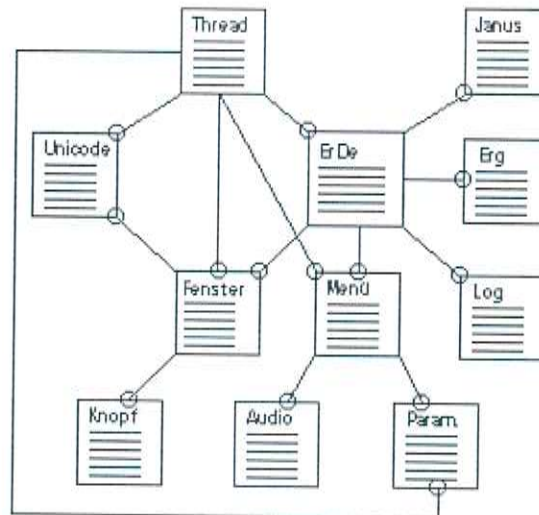 Thread
Janus
Unicode
ErDe
Erg
Fenster
Menü
Log
Knopf
Audio
Param.